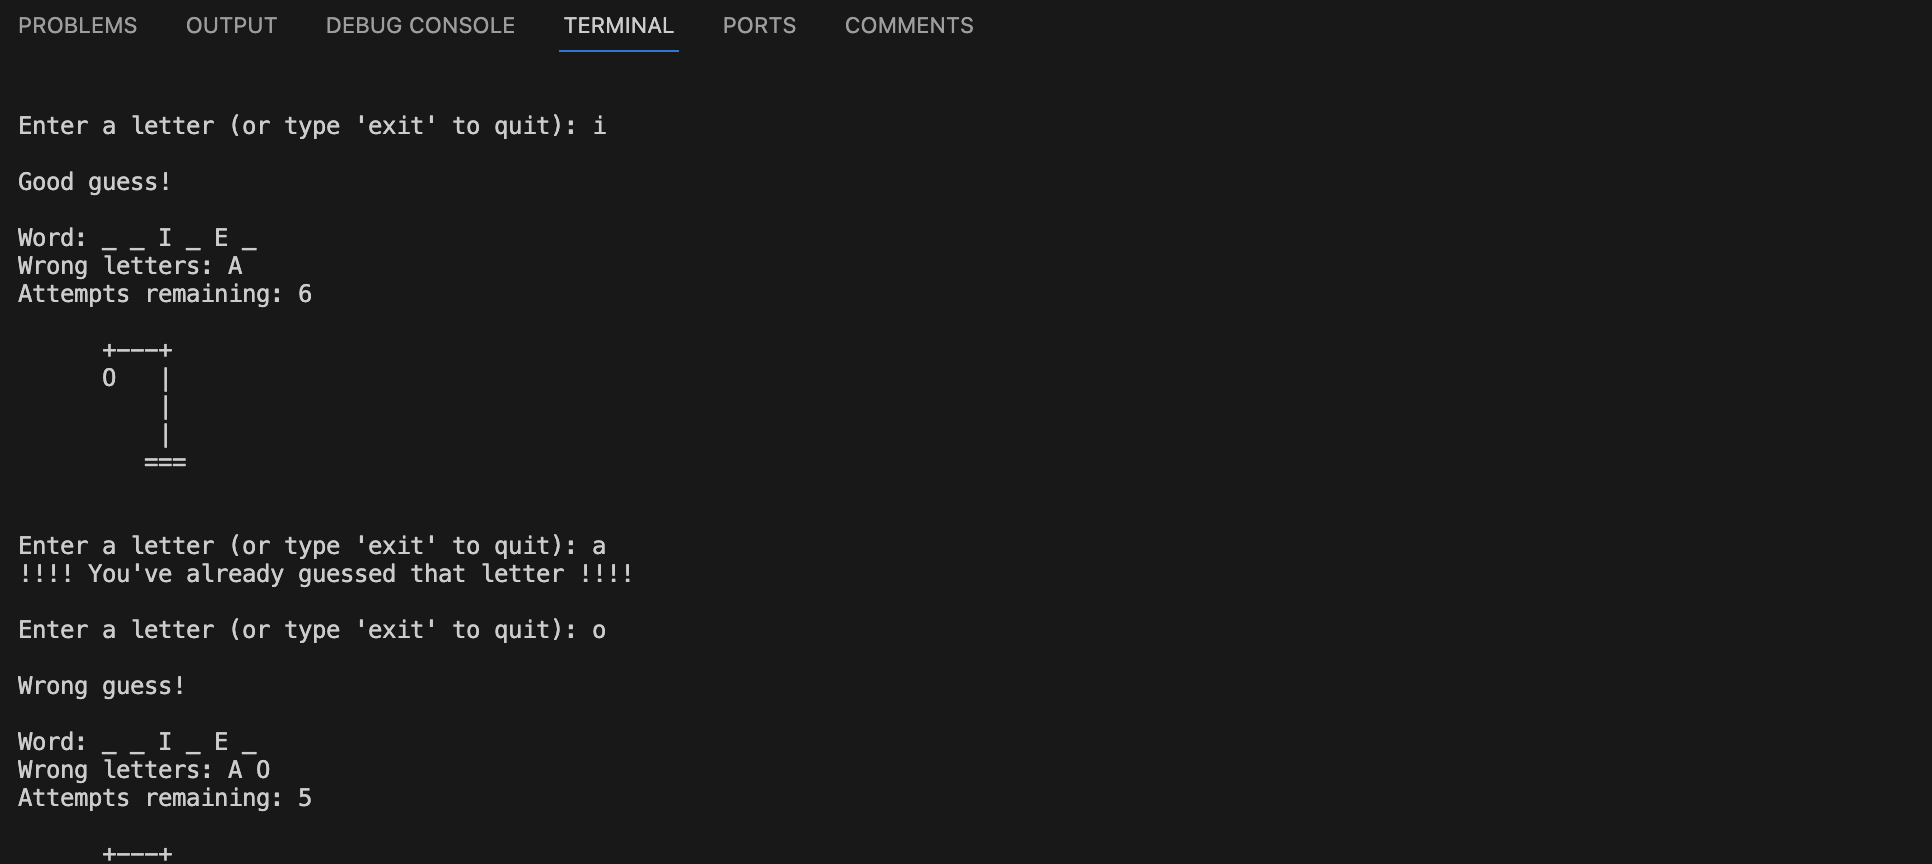 PROBLEMS OUTPUT DEBUG CONSOLE TERMINAL PORTS COMMENTS
Enter a letter (or type 'exit' to quit): i
Good guess!
Word: _ _ I _ E _
Wrong letters: A
Attempts remaining: 6
      +---+
      O   |
          |
          |
         ===
Enter a letter (or type 'exit' to quit): a
!!!! You've already guessed that letter !!!!
Enter a letter (or type 'exit' to quit): o
Wrong guess!
Word: _ _ I _ E _
Wrong letters: A O
Attempts remaining: 5
      +---+